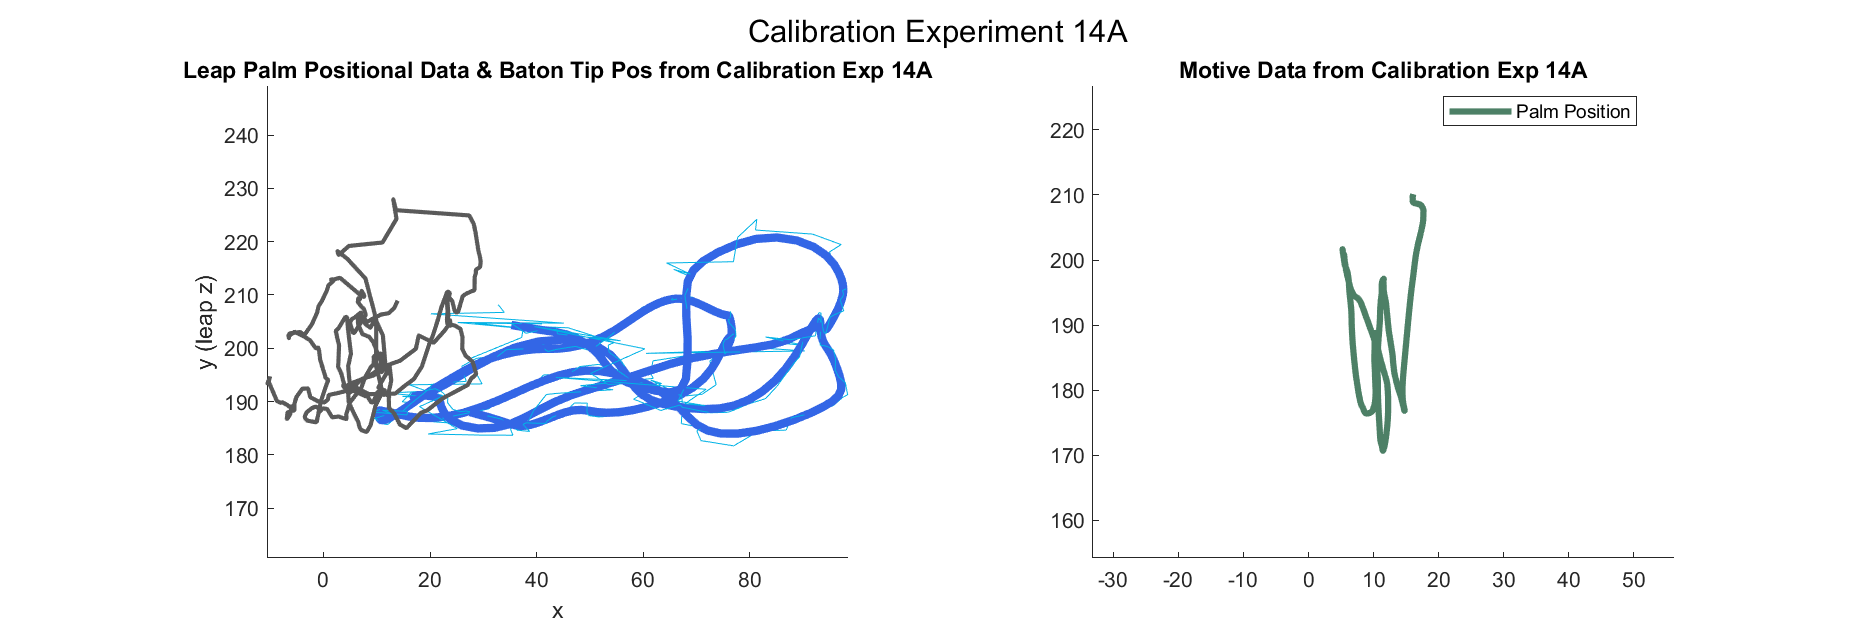 Calibration Experiment 14A
Leap Palm Positional Data & Baton Tip Pos from Calibration Exp 14A
240
230
220
210
200
190
180
170
y (leap z)
0 20 40 60 80
x
Motive Data from Calibration Exp 14A
Palm Position
220
210
200
190
180
170
160
-30 -20 -10 0 10 20 30 40 50